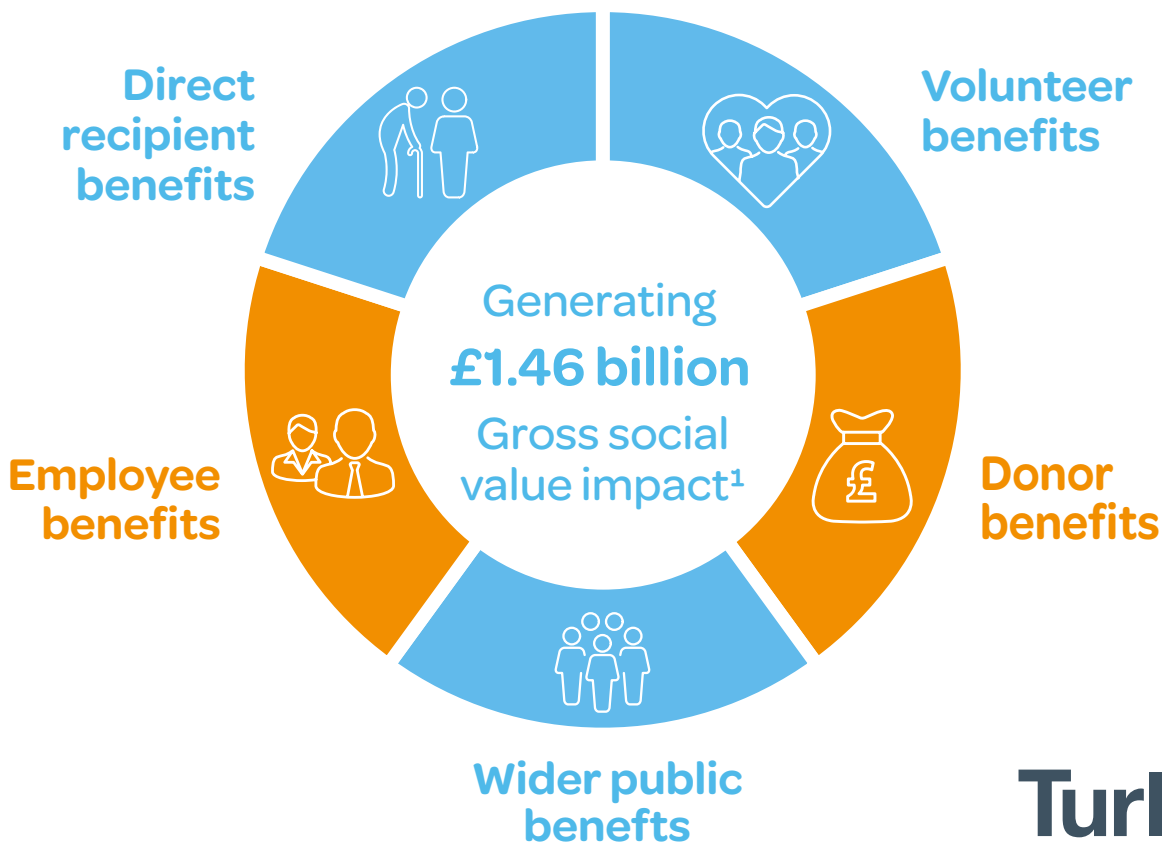 Direct
recipient
benefits
Volunteer
benefits
Generating
£1.46 billion
Gross social
value impact¹
Employee
benefits
£
Donor
benefits
Wider public
benefts
Turl